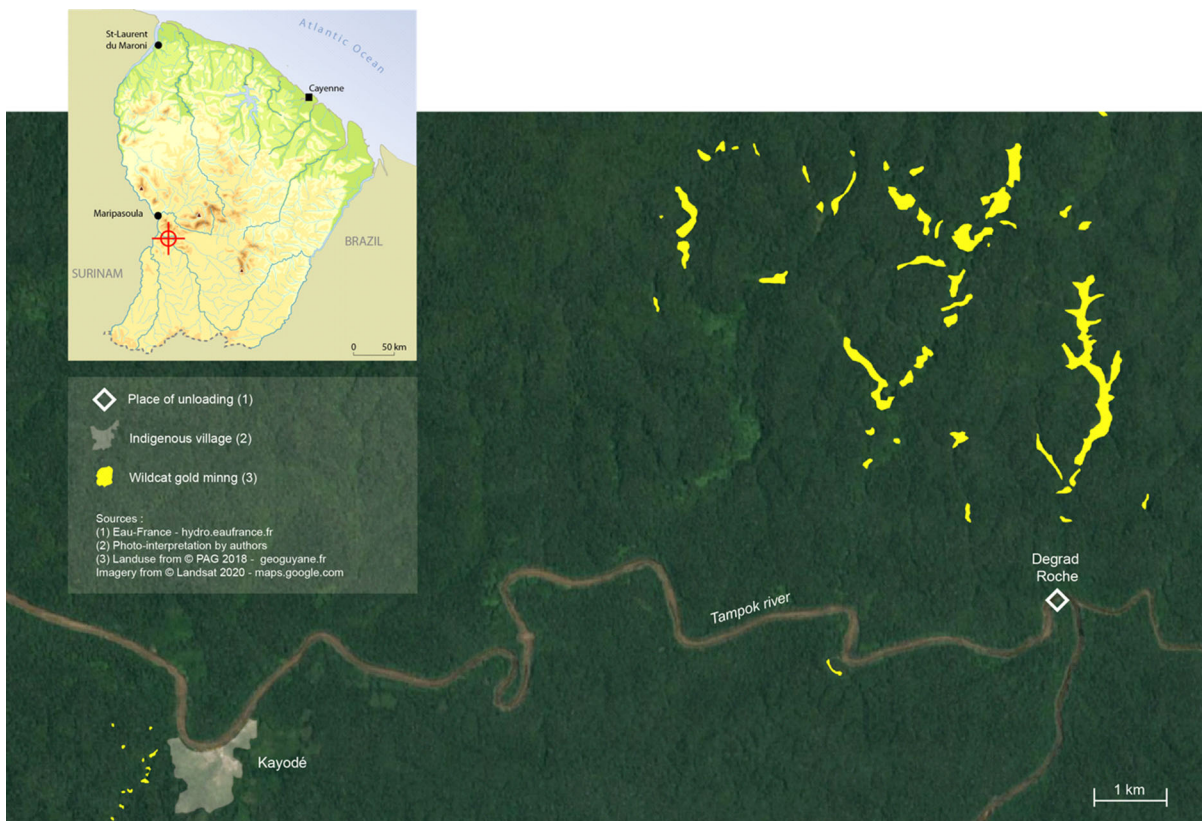 Atlantic Ocean
St-Laurent
du Maroni
Cayenne
Maripasoula
BRAZIL
SURINAM
0 50 km
Place of unloading (1)
Indigenous village (2)
Wildcat gold minng (3)
Sources :
(1) Eau-France - hydro.eaufrance.fr
(2) Photo-interpretation by authors
(3) Landuse from © PAG 2018 - geoguyane.fr
Imagery from © Landsat 2020 - maps.google.com
Degrad
Roche
Tampok river
Kayodé
1 km